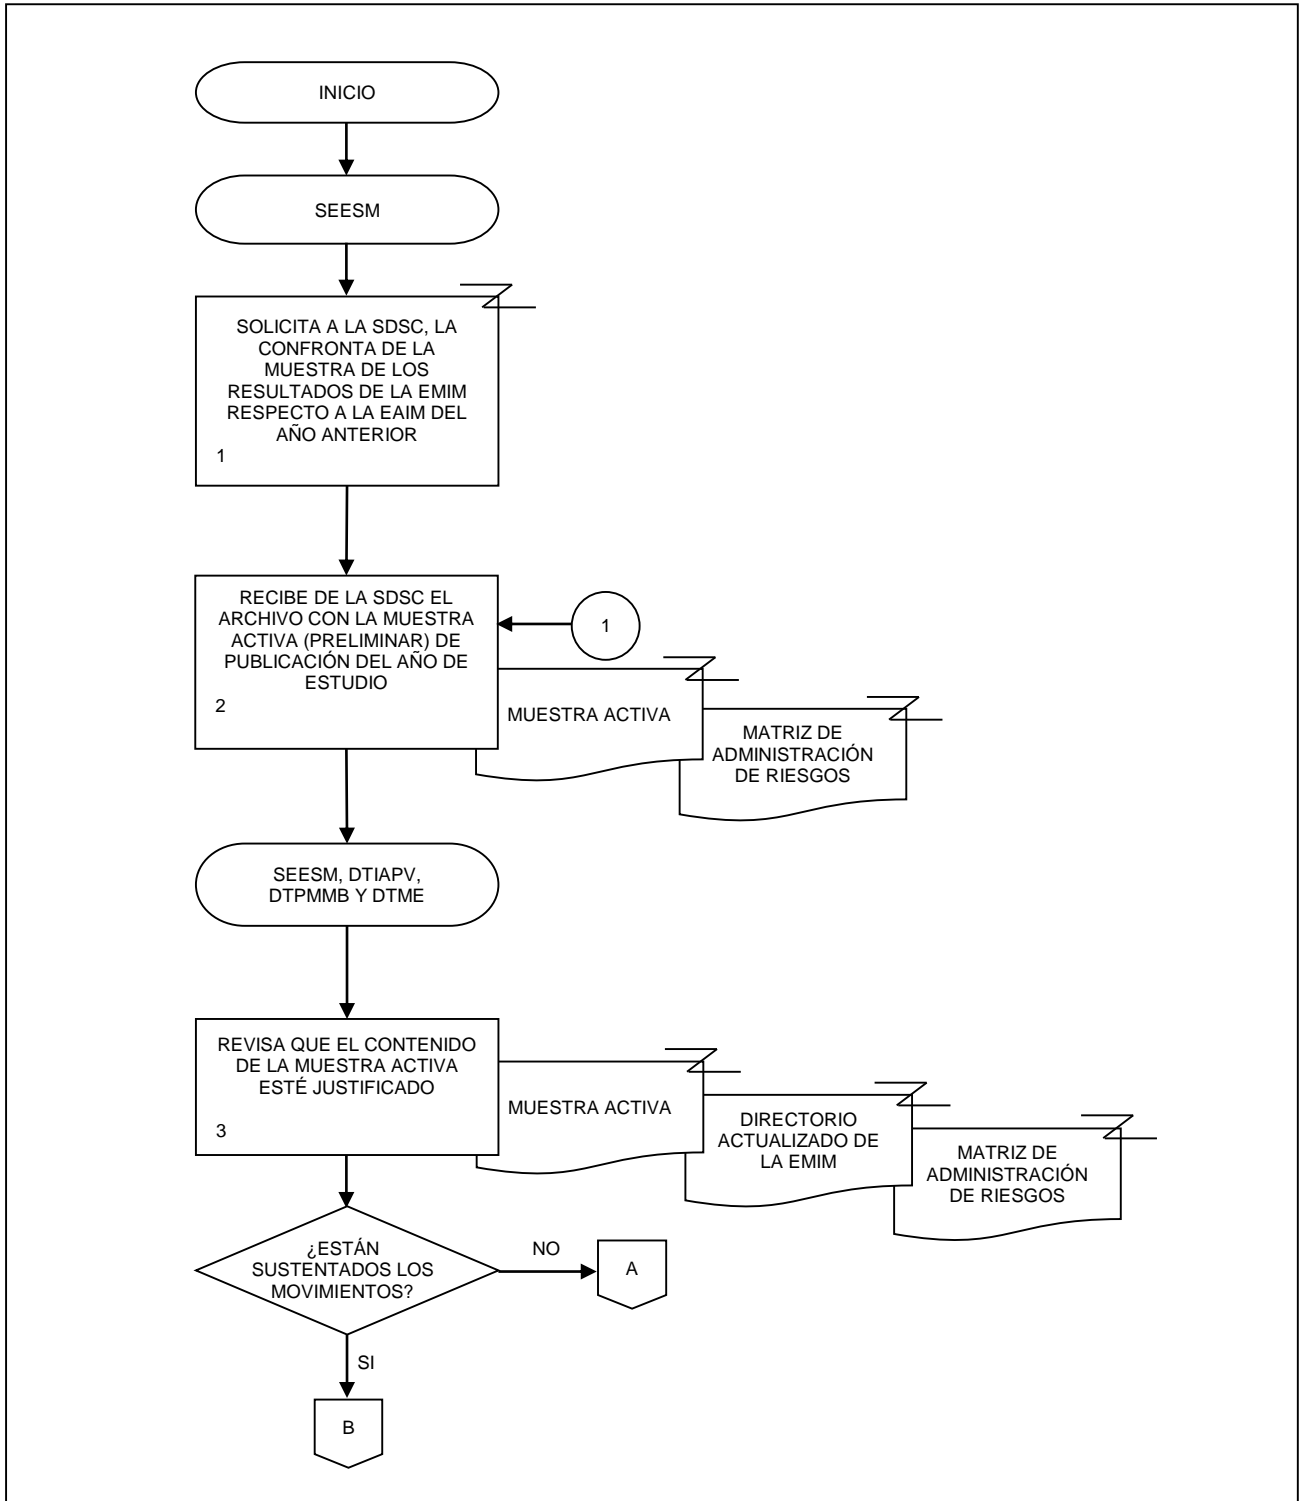 INICIO
SEESM
SOLICITA A LA SDSC, LA
CONFRONTA DE LA
MUESTRA DE LOS
RESULTADOS DE LA EMIM
RESPECTO A LA EAIM DEL
AÑO ANTERIOR
1
RECIBE DE LA SDSC EL
ARCHIVO CON LA MUESTRA
ACTIVA (PRELIMINAR) DE
PUBLICACIÓN DEL AÑO DE
ESTUDIO
2
1
MUESTRA ACTIVA
MATRIZ DE
ADMINISTRACIÓN
DE RIESGOS
SEESM, DTIAPV,
DTPMMB Y DTME
REVISA QUE EL CONTENIDO
DE LA MUESTRA ACTIVA
ESTÉ JUSTIFICADO
3
MUESTRA ACTIVA
DIRECTORIO
ACTUALIZADO DE
LA EMIM
MATRIZ DE
ADMINISTRACIÓN
DE RIESGOS
¿ESTÁN
SUSTENTADOS LOS
MOVIMIENTOS?
NO
A
SI
B